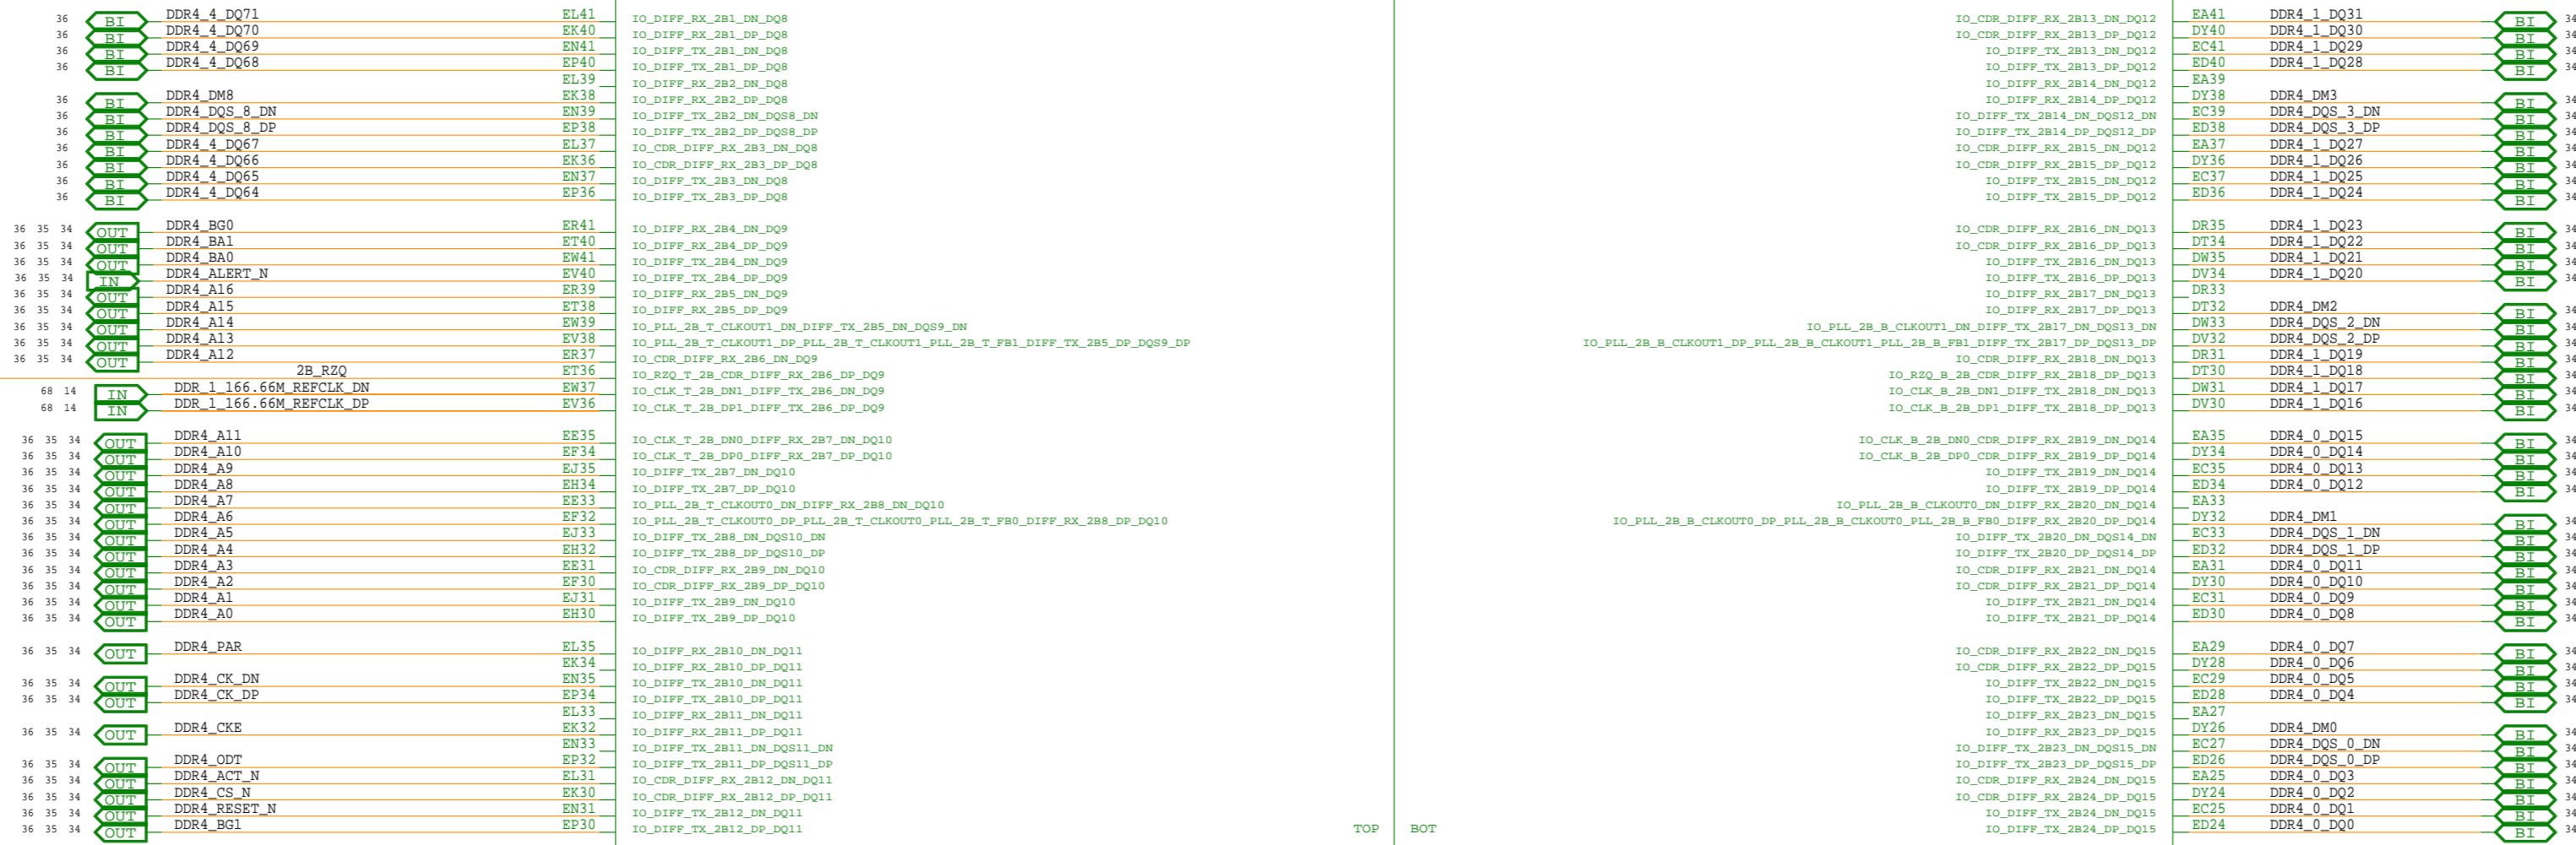 36 BI DDR4_4_DQ71 EL41 IO_DIFF_RX_2B1_DN_DQ8 IO_CDR_DIFF_RX_2B13_DN_DQ12 EA41 DDR4_1_DQ31 BI 34
36 BI DDR4_4_DQ70 EK40 IO_DIFF_RX_2B1_DP_DQ8 IO_CDR_DIFF_RX_2B13_DP_DQ12 DY40 DDR4_1_DQ30 BI 34
36 BI DDR4_4_DQ69 EN41 IO_DIFF_TX_2B1_DN_DQ8 IO_DIFF_TX_2B13_DN_DQ12 EC41 DDR4_1_DQ29 BI 34
36 BI DDR4_4_DQ68 EP40 IO_DIFF_TX_2B1_DP_DQ8 IO_DIFF_TX_2B13_DP_DQ12 ED40 DDR4_1_DQ28 BI 34
EL39 IO_DIFF_RX_2B2_DN_DQ8 IO_DIFF_RX_2B14_DN_DQ12 EA39
36 BI DDR4_DM8 EK38 IO_DIFF_RX_2B2_DP_DQ8 IO_DIFF_RX_2B14_DP_DQ12 DY38 DDR4_DM3 BI 34
36 BI DDR4_DQS_8_DN EN39 IO_DIFF_TX_2B2_DN_DQS8_DN IO_DIFF_TX_2B14_DN_DQS12_DN EC39 DDR4_DQS_3_DN BI 34
36 BI DDR4_DQS_8_DP EP38 IO_DIFF_TX_2B2_DP_DQS8_DP IO_DIFF_TX_2B14_DP_DQS12_DP ED38 DDR4_DQS_3_DP BI 34
36 BI DDR4_4_DQ67 EL37 IO_CDR_DIFF_RX_2B3_DN_DQ8 IO_CDR_DIFF_RX_2B15_DN_DQ12 EA37 DDR4_1_DQ27 BI 34
36 BI DDR4_4_DQ66 EK36 IO_CDR_DIFF_RX_2B3_DP_DQ8 IO_CDR_DIFF_RX_2B15_DP_DQ12 DY36 DDR4_1_DQ26 BI 34
36 BI DDR4_4_DQ65 EN37 IO_DIFF_TX_2B3_DN_DQ8 IO_DIFF_TX_2B15_DN_DQ12 EC37 DDR4_1_DQ25 BI 34
36 BI DDR4_4_DQ64 EP36 IO_DIFF_TX_2B3_DP_DQ8 IO_DIFF_TX_2B15_DP_DQ12 ED36 DDR4_1_DQ24 BI 34
36 35 34 OUT DDR4_BG0 ER41 IO_DIFF_RX_2B4_DN_DQ9 IO_CDR_DIFF_RX_2B16_DN_DQ13 DR35 DDR4_1_DQ23 BI 34
36 35 34 OUT DDR4_BA1 ET40 IO_DIFF_RX_2B4_DP_DQ9 IO_CDR_DIFF_RX_2B16_DP_DQ13 DT34 DDR4_1_DQ22 BI 34
36 35 34 OUT DDR4_BA0 EW41 IO_DIFF_TX_2B4_DN_DQ9 IO_DIFF_TX_2B16_DN_DQ13 DW35 DDR4_1_DQ21 BI 34
36 35 34 IN DDR4_ALERT_N EV40 IO_DIFF_TX_2B4_DP_DQ9 IO_DIFF_TX_2B16_DP_DQ13 DV34 DDR4_1_DQ20 BI 34
36 35 34 OUT DDR4_A16 ER39 IO_DIFF_RX_2B5_DN_DQ9 IO_DIFF_RX_2B17_DN_DQ13 DR33
36 35 34 OUT DDR4_A15 ET38 IO_DIFF_RX_2B5_DP_DQ9 IO_DIFF_RX_2B17_DP_DQ13 DT32 DDR4_DM2 BI 34
36 35 34 OUT DDR4_A14 EW39 IO_PLL_2B_T_CLKOUT1_DN_DIFF_TX_2B5_DN_DQS9_DN IO_PLL_2B_B_CLKOUT1_DN_DIFF_TX_2B17_DN_DQS13_DN DW33 DDR4_DQS_2_DN BI 34
36 35 34 OUT DDR4_A13 EV38 IO_PLL_2B_T_CLKOUT1_DP_PLL_2B_T_CLKOUT1_PLL_2B_T_FB1_DIFF_TX_2B5_DP_DQS9_DP IO_PLL_2B_B_CLKOUT1_DP_PLL_2B_B_CLKOUT1_PLL_2B_B_FB1_DIFF_TX_2B17_DP_DQS13_DP DV32 DDR4_DQS_2_DP BI 34
36 35 34 OUT DDR4_A12 ER37 IO_CDR_DIFF_RX_2B6_DN_DQ9 IO_CDR_DIFF_RX_2B18_DN_DQ13 DR31 DDR4_1_DQ19 BI 34
2B_RZQ ET36 IO_RZQ_T_2B_CDR_DIFF_RX_2B6_DP_DQ9 IO_RZQ_B_2B_CDR_DIFF_RX_2B18_DP_DQ13 DT30 DDR4_1_DQ18 BI 34
68 14 IN DDR_1_166.66M_REFCLK_DN EW37 IO_CLK_T_2B_DN1_DIFF_TX_2B6_DN_DQ9 IO_CLK_B_2B_DN1_DIFF_TX_2B18_DN_DQ13 DW31 DDR4_1_DQ17 BI 34
68 14 IN DDR_1_166.66M_REFCLK_DP EV36 IO_CLK_T_2B_DP1_DIFF_TX_2B6_DP_DQ9 IO_CLK_B_2B_DP1_DIFF_TX_2B18_DP_DQ13 DV30 DDR4_1_DQ16 BI 34
36 35 34 OUT DDR4_A11 EE35 IO_CLK_T_2B_DN0_DIFF_RX_2B7_DN_DQ10 IO_CLK_B_2B_DN0_CDR_DIFF_RX_2B19_DN_DQ14 EA35 DDR4_0_DQ15 BI 34
36 35 34 OUT DDR4_A10 EF34 IO_CLK_T_2B_DP0_DIFF_RX_2B7_DP_DQ10 IO_CLK_B_2B_DP0_CDR_DIFF_RX_2B19_DP_DQ14 DY34 DDR4_0_DQ14 BI 34
36 35 34 OUT DDR4_A9 EJ35 IO_DIFF_TX_2B7_DN_DQ10 IO_DIFF_TX_2B19_DN_DQ14 EC35 DDR4_0_DQ13 BI 34
36 35 34 OUT DDR4_A8 EH34 IO_DIFF_TX_2B7_DP_DQ10 IO_DIFF_TX_2B19_DP_DQ14 ED34 DDR4_0_DQ12 BI 34
36 35 34 OUT DDR4_A7 EE33 IO_PLL_2B_T_CLKOUT0_DN_DIFF_RX_2B8_DN_DQ10 IO_PLL_2B_B_CLKOUT0_DN_DIFF_RX_2B20_DN_DQ14 EA33
36 35 34 OUT DDR4_A6 EF32 IO_PLL_2B_T_CLKOUT0_DP_PLL_2B_T_CLKOUT0_PLL_2B_T_FB0_DIFF_RX_2B8_DP_DQ10 IO_PLL_2B_B_CLKOUT0_DP_PLL_2B_B_CLKOUT0_PLL_2B_B_FB0_DIFF_RX_2B20_DP_DQ14 DY32 DDR4_DM1 BI 34
36 35 34 OUT DDR4_A5 EJ33 IO_DIFF_TX_2B8_DN_DQS10_DN IO_DIFF_TX_2B20_DN_DQS14_DN EC33 DDR4_DQS_1_DN BI 34
36 35 34 OUT DDR4_A4 EH32 IO_DIFF_TX_2B8_DP_DQS10_DP IO_DIFF_TX_2B20_DP_DQS14_DP ED32 DDR4_DQS_1_DP BI 34
36 35 34 OUT DDR4_A3 EE31 IO_CDR_DIFF_RX_2B9_DN_DQ10 IO_CDR_DIFF_RX_2B21_DN_DQ14 EA31 DDR4_0_DQ11 BI 34
36 35 34 OUT DDR4_A2 EF30 IO_CDR_DIFF_RX_2B9_DP_DQ10 IO_CDR_DIFF_RX_2B21_DP_DQ14 DY30 DDR4_0_DQ10 BI 34
36 35 34 OUT DDR4_A1 EJ31 IO_DIFF_TX_2B9_DN_DQ10 IO_DIFF_TX_2B21_DN_DQ14 EC31 DDR4_0_DQ9 BI 34
36 35 34 OUT DDR4_A0 EH30 IO_DIFF_TX_2B9_DP_DQ10 IO_DIFF_TX_2B21_DP_DQ14 ED30 DDR4_0_DQ8 BI 34
36 35 34 OUT DDR4_PAR EL35 IO_DIFF_RX_2B10_DN_DQ11 IO_CDR_DIFF_RX_2B22_DN_DQ15 EA29 DDR4_0_DQ7 BI 34
EK34 IO_DIFF_RX_2B10_DP_DQ11 IO_CDR_DIFF_RX_2B22_DP_DQ15 DY28 DDR4_0_DQ6 BI 34
36 35 34 OUT DDR4_CK_DN EN35 IO_DIFF_TX_2B10_DN_DQ11 IO_DIFF_TX_2B22_DN_DQ15 EC29 DDR4_0_DQ5 BI 34
36 35 34 OUT DDR4_CK_DP EP34 IO_DIFF_TX_2B10_DP_DQ11 IO_DIFF_TX_2B22_DP_DQ15 ED28 DDR4_0_DQ4 BI 34
EL33 IO_DIFF_RX_2B11_DN_DQ11 IO_DIFF_RX_2B23_DN_DQ15 EA27
36 35 34 OUT DDR4_CKE EK32 IO_DIFF_RX_2B11_DP_DQ11 IO_DIFF_RX_2B23_DP_DQ15 DY26 DDR4_DM0 BI 34
EN33 IO_DIFF_TX_2B11_DN_DQS11_DN IO_DIFF_TX_2B23_DN_DQS15_DN EC27 DDR4_DQS_0_DN BI 34
36 35 34 OUT DDR4_ODT EP32 IO_DIFF_TX_2B11_DP_DQS11_DP IO_DIFF_TX_2B23_DP_DQS15_DP ED26 DDR4_DQS_0_DP BI 34
36 35 34 OUT DDR4_ACT_N EL31 IO_CDR_DIFF_RX_2B12_DN_DQ11 IO_CDR_DIFF_RX_2B24_DN_DQ15 EA25 DDR4_0_DQ3 BI 34
36 35 34 OUT DDR4_CS_N EK30 IO_CDR_DIFF_RX_2B12_DP_DQ11 IO_CDR_DIFF_RX_2B24_DP_DQ15 DY24 DDR4_0_DQ2 BI 34
36 35 34 OUT DDR4_RESET_N EN31 IO_DIFF_TX_2B12_DN_DQ11 IO_DIFF_TX_2B24_DN_DQ15 EC25 DDR4_0_DQ1 BI 34
36 35 34 OUT DDR4_BG1 EP30 IO_DIFF_TX_2B12_DP_DQ11 TOP BOT IO_DIFF_TX_2B24_DP_DQ15 ED24 DDR4_0_DQ0 BI 34